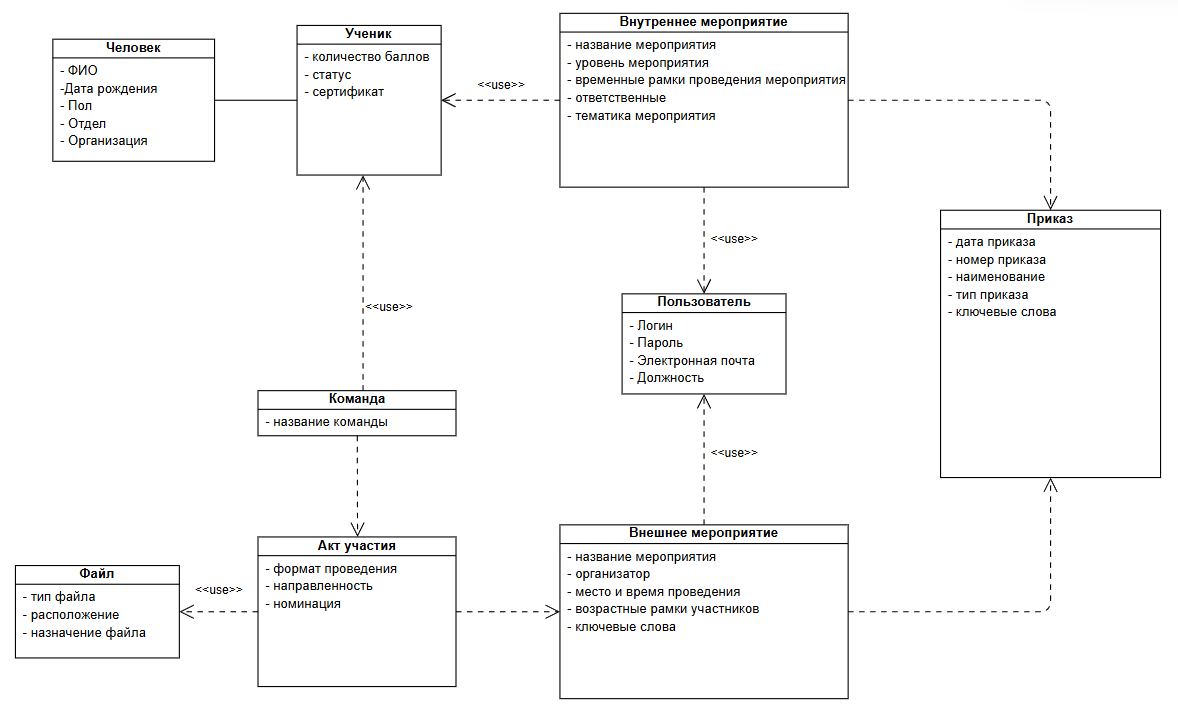 Человек
- ФИО
-Дата рождения
- Пол
- Отдел
- Организация
Ученик
- количество баллов
- статус
- сертификат
<<use>>
Внутреннее мероприятие
- название мероприятия
- уровень мероприятия
- временные рамки проведения мероприятия
- ответственные
- тематика мероприятия
<<use>>
Приказ
- дата приказа
- номер приказа
- наименование
- тип приказа
- ключевые слова
Пользователь
- Логин
- Пароль
- Электронная почта
- Должность
<<use>>
Команда
- название команды
<<use>>
Акт участия
- формат проведения
- направленность
- номинация
Внешнее мероприятие
- название мероприятия
- организатор
- место и время проведения
- возрастные рамки участников
- ключевые слова
Файл
- тип файла
- расположение
- назначение файла
<<use>>